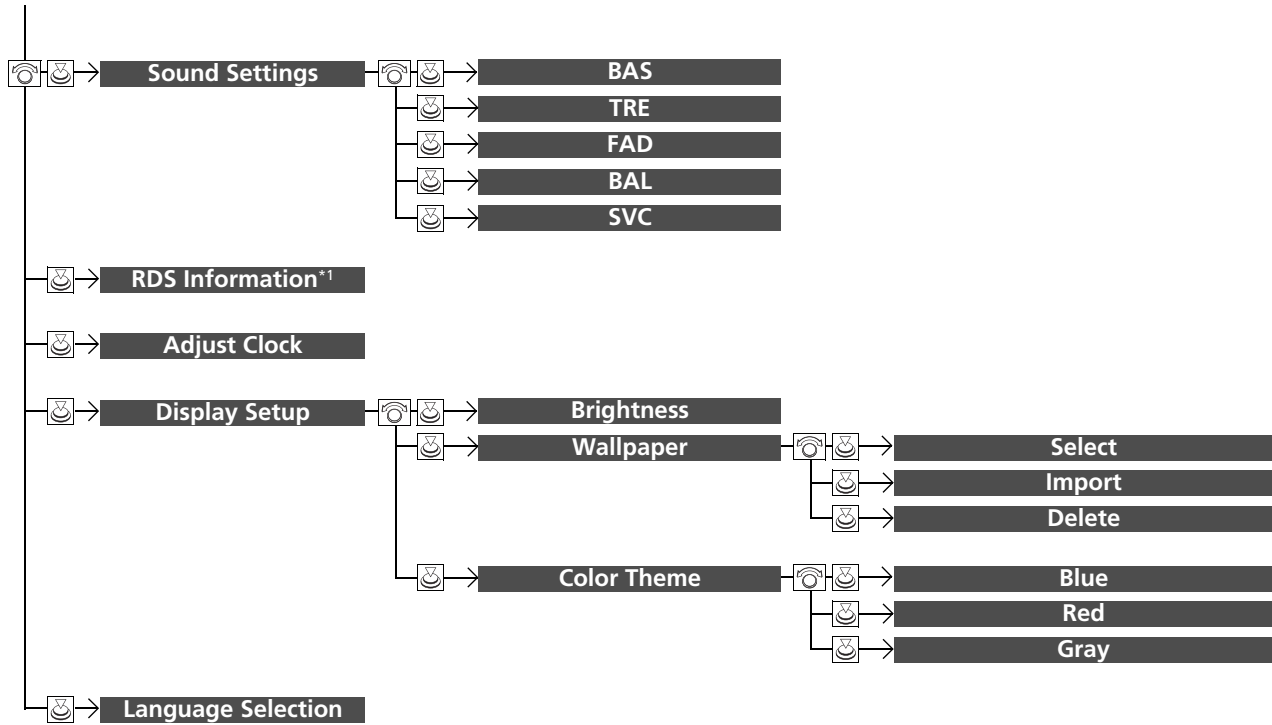 Sound Settings
BAS
TRE
FAD
BAL
SVC
RDS Information*1
Adjust Clock
Display Setup
Brightness
Wallpaper
Select
Import
Delete
Color Theme
Blue
Red
Gray
Language Selection